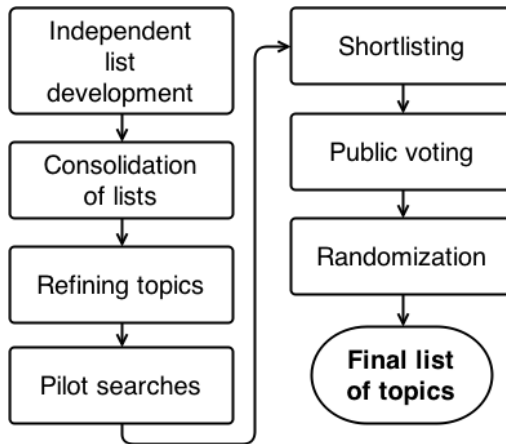 Independent
list
development
Consolidation
of lists
Refining topics
Pilot searches
Shortlisting
Public voting
Randomization
Final list
of topics